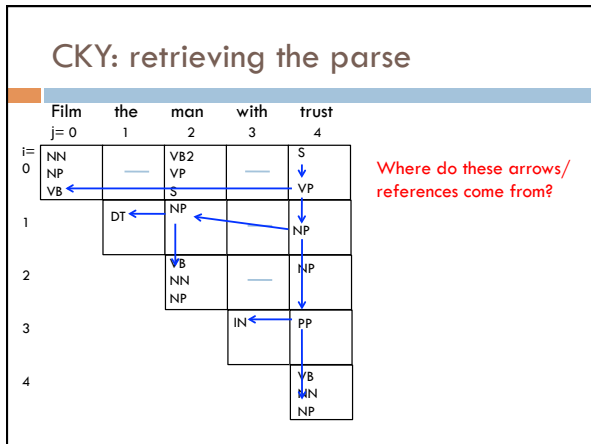 CKY: retrieving the parse
Film the man with trust
j= 0 1 2 3 4
i=
0
NN
NP
VB
VB2
VP
S
S
VP
Where do these arrows/
references come from?
1
DT
NP
NP
2
VB
NN
NP
NP
3
IN
PP
4
VB
NN
NP